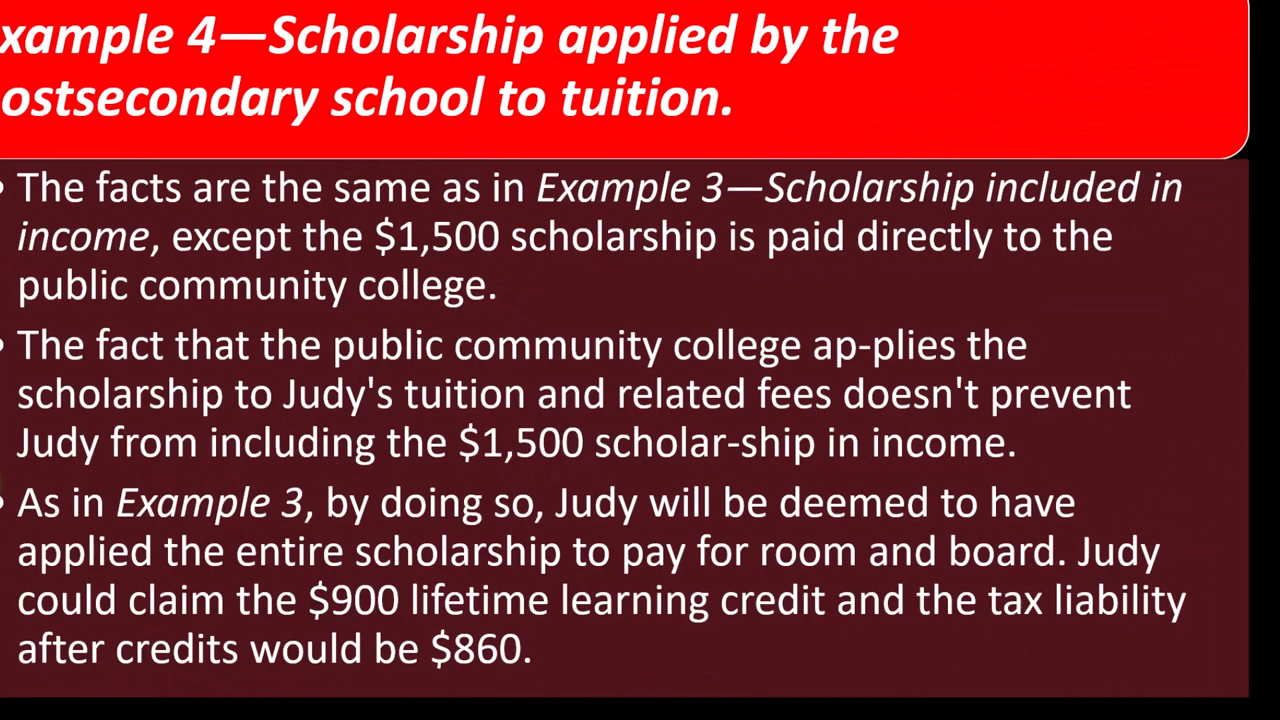 xample 4—Scholarship applied by the
ostsecondary school to tuition.
• The facts are the same as in Example 3—Scholarship included in
income, except the $1,500 scholarship is paid directly to the
public community college.
• The fact that the public community college ap-plies the
scholarship to Judy's tuition and related fees doesn't prevent
Judy from including the $1,500 scholar-ship in income.
• As in Example 3, by doing so, Judy will be deemed to have
applied the entire scholarship to pay for room and board. Judy
could claim the $900 lifetime learning credit and the tax liability
after credits would be $860.